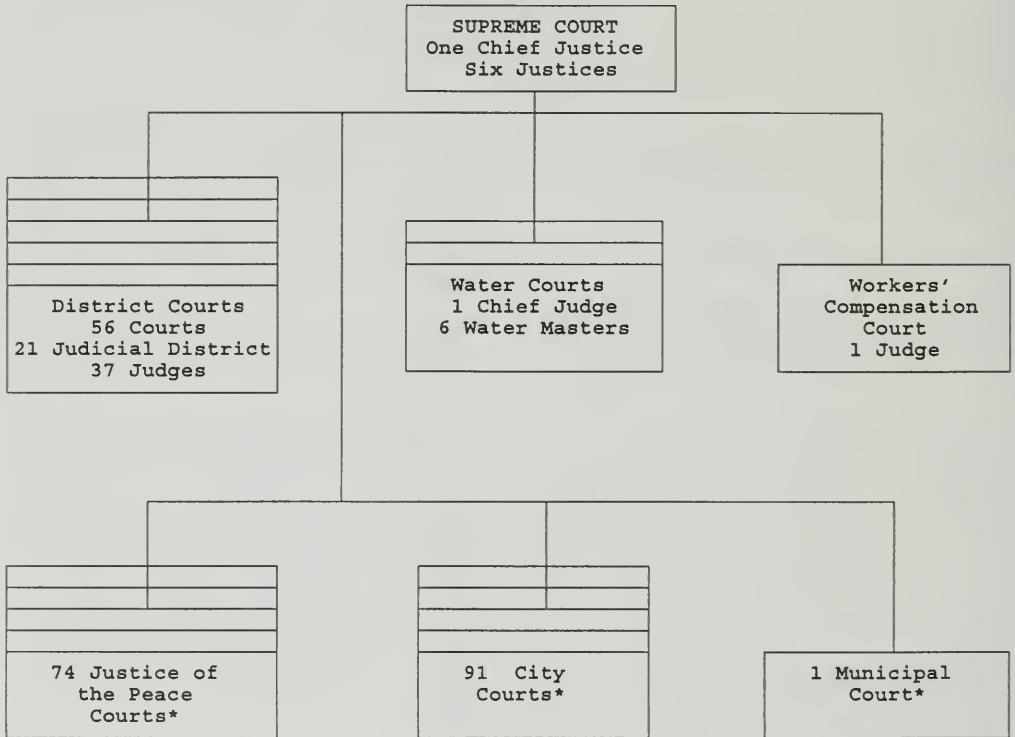 SUPREME COURT
One Chief Justice
Six Justices
District Courts
56 Courts
21 Judicial District
37 Judges
Water Courts
1 Chief Judge
6 Water Masters
Workers'
Compensation
Court
1 Judge
74 Justice of
the Peace
Courts*
91 City
Courts*
1 Municipal
Court*